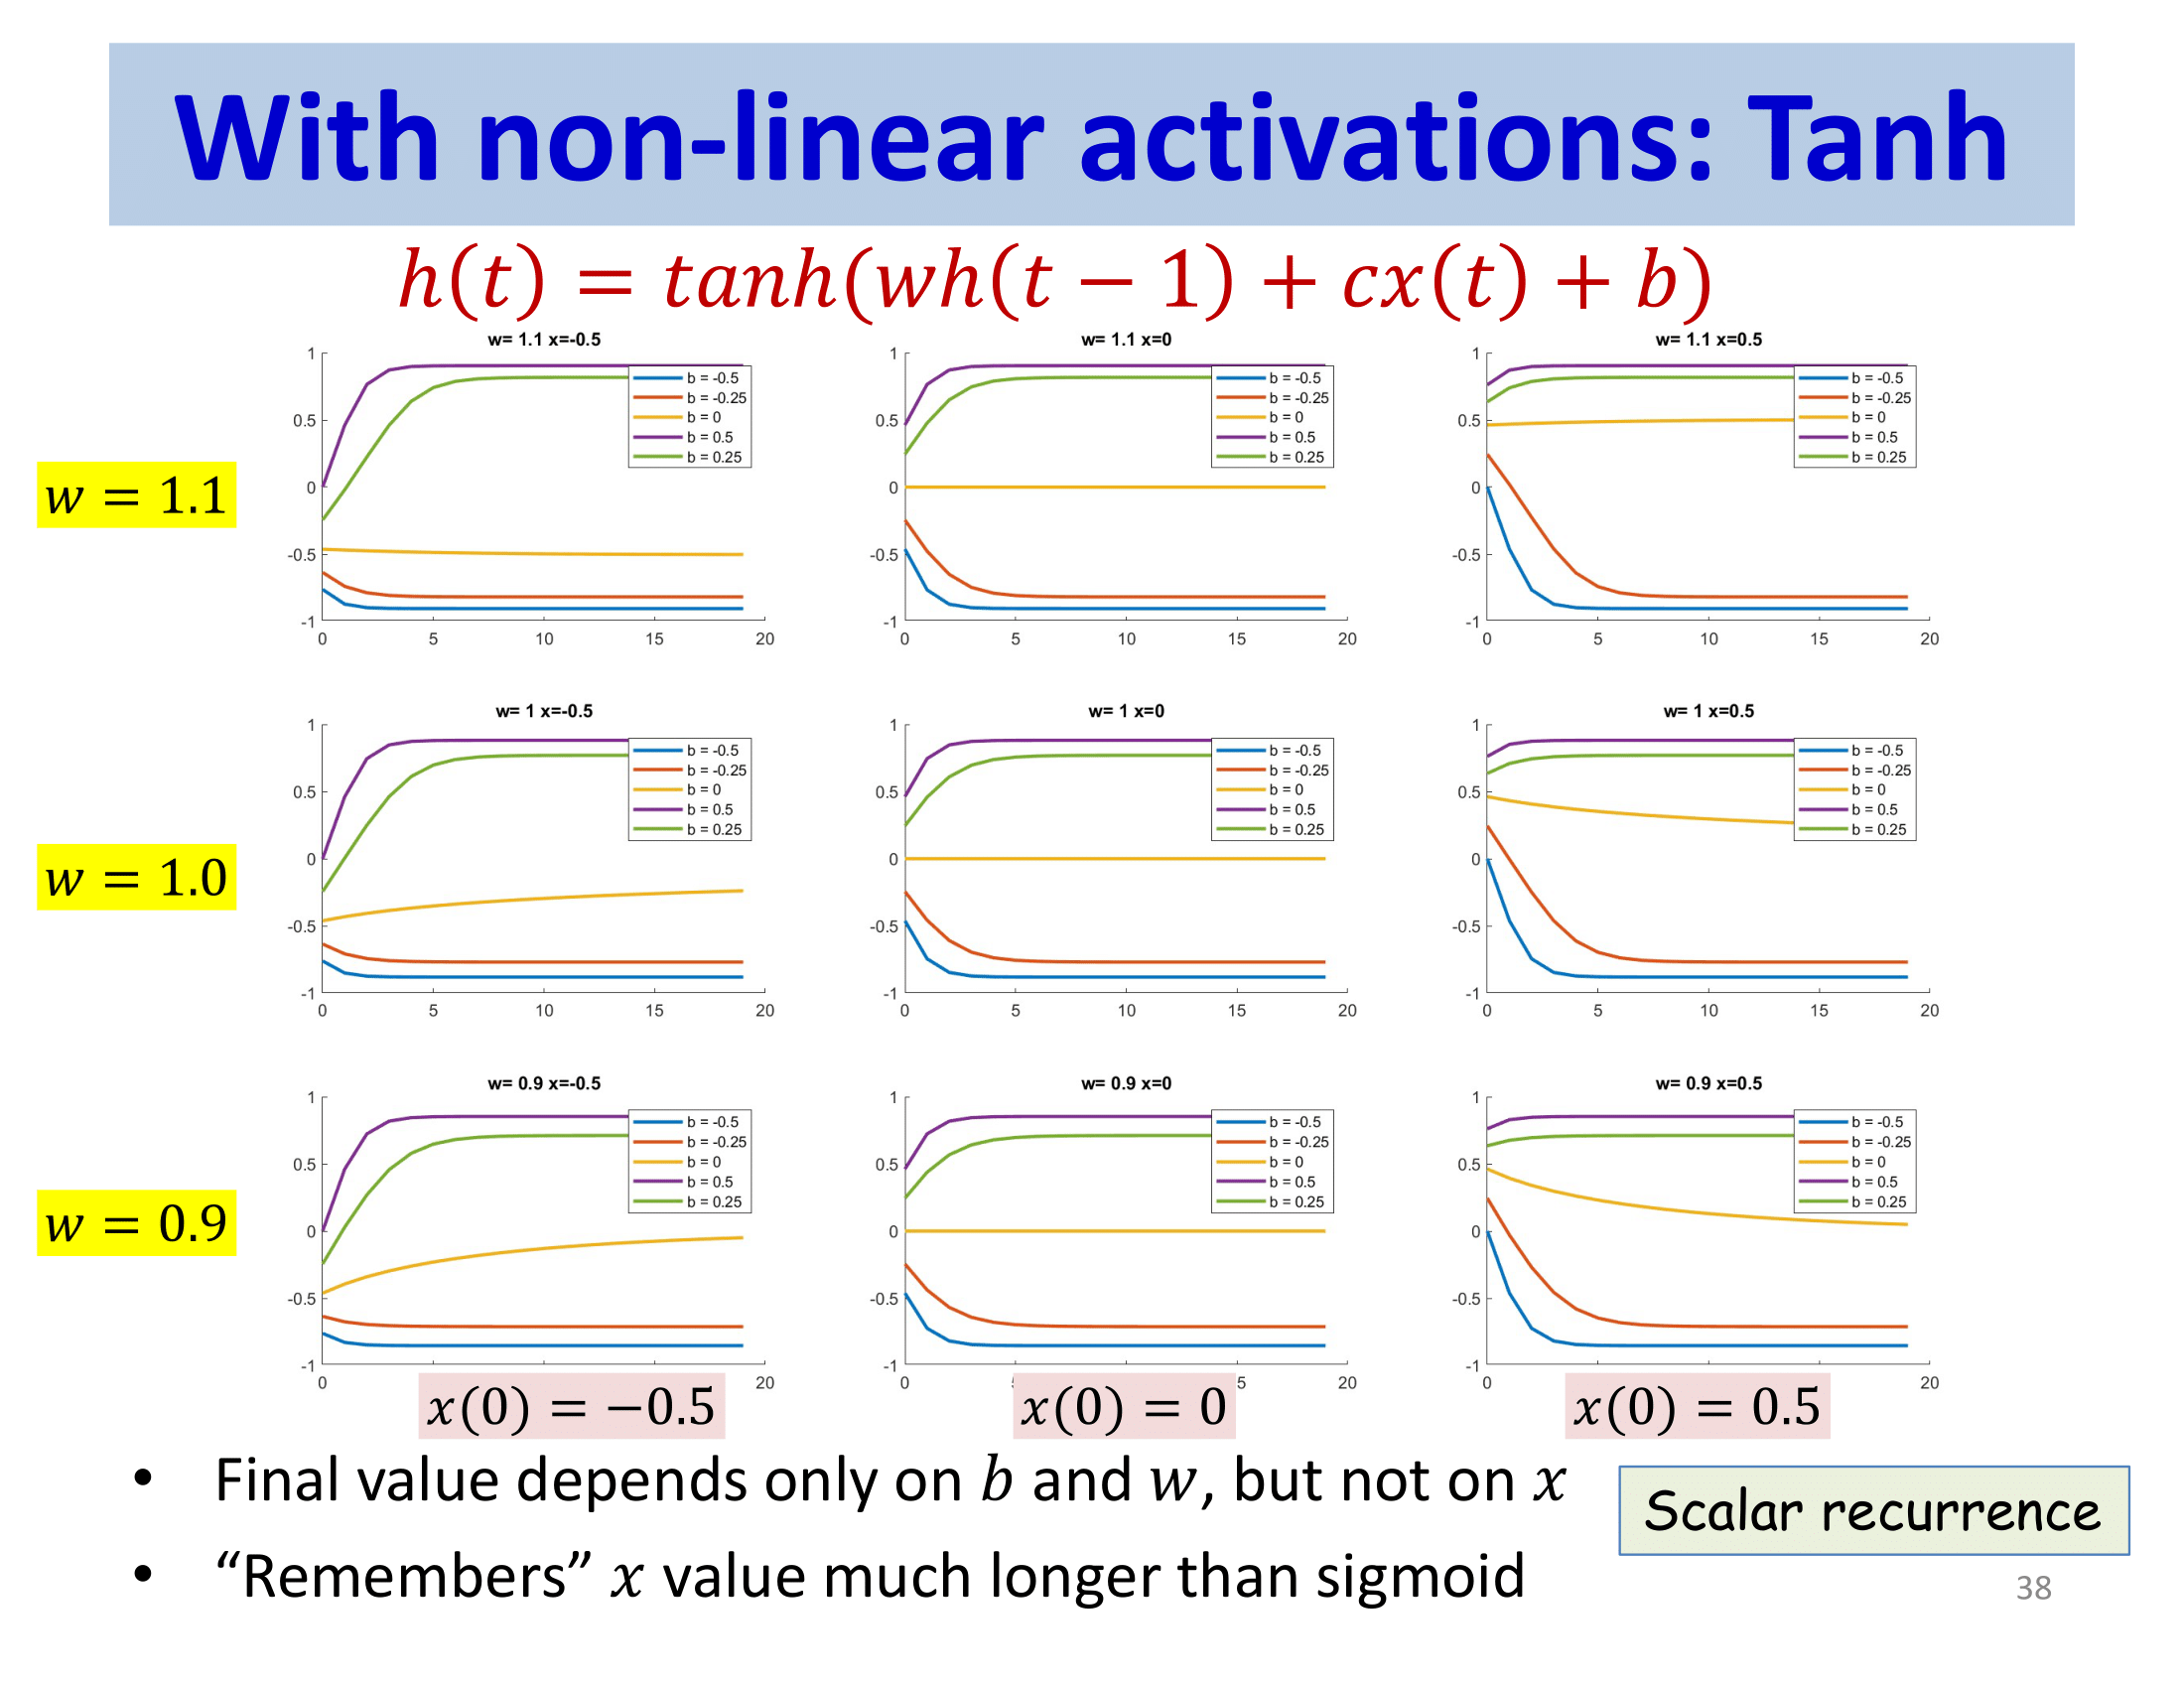 With non-linear activations: Tanh
h(t) = tanh(wh(t − 1) + cx(t) + b)
w = 1.1
w= 1.1 x=-0.5
1
0.5
0
-0.5
-1
0 5 10 15 20
b = -0.5
b = -0.25
b = 0
b = 0.5
b = 0.25
w= 1.1 x=0
1
0.5
0
-0.5
-1
0 5 10 15 20
b = -0.5
b = -0.25
b = 0
b = 0.5
b = 0.25
w= 1.1 x=0.5
1
0.5
0
-0.5
-1
0 5 10 15 20
b = -0.5
b = -0.25
b = 0
b = 0.5
b = 0.25
w = 1.0
w= 1 x=-0.5
1
0.5
0
-0.5
-1
0 5 10 15 20
b = -0.5
b = -0.25
b = 0
b = 0.5
b = 0.25
w= 1 x=0
1
0.5
0
-0.5
-1
0 5 10 15 20
b = -0.5
b = -0.25
b = 0
b = 0.5
b = 0.25
w= 1 x=0.5
1
0.5
0
-0.5
-1
0 5 10 15 20
b = -0.5
b = -0.25
b = 0
b = 0.5
b = 0.25
w = 0.9
w= 0.9 x=-0.5
1
0.5
0
-0.5
-1
0 20
b = -0.5
b = -0.25
b = 0
b = 0.5
b = 0.25
w= 0.9 x=0
1
0.5
0
-0.5
-1
0 5 20
b = -0.5
b = -0.25
b = 0
b = 0.5
b = 0.25
w= 0.9 x=0.5
1
0.5
0
-0.5
-1
0 20
b = -0.5
b = -0.25
b = 0
b = 0.5
b = 0.25
x(0) = −0.5
x(0) = 0
x(0) = 0.5
• Final value depends only on b and w, but not on x
• “Remembers” x value much longer than sigmoid
Scalar recurrence
38